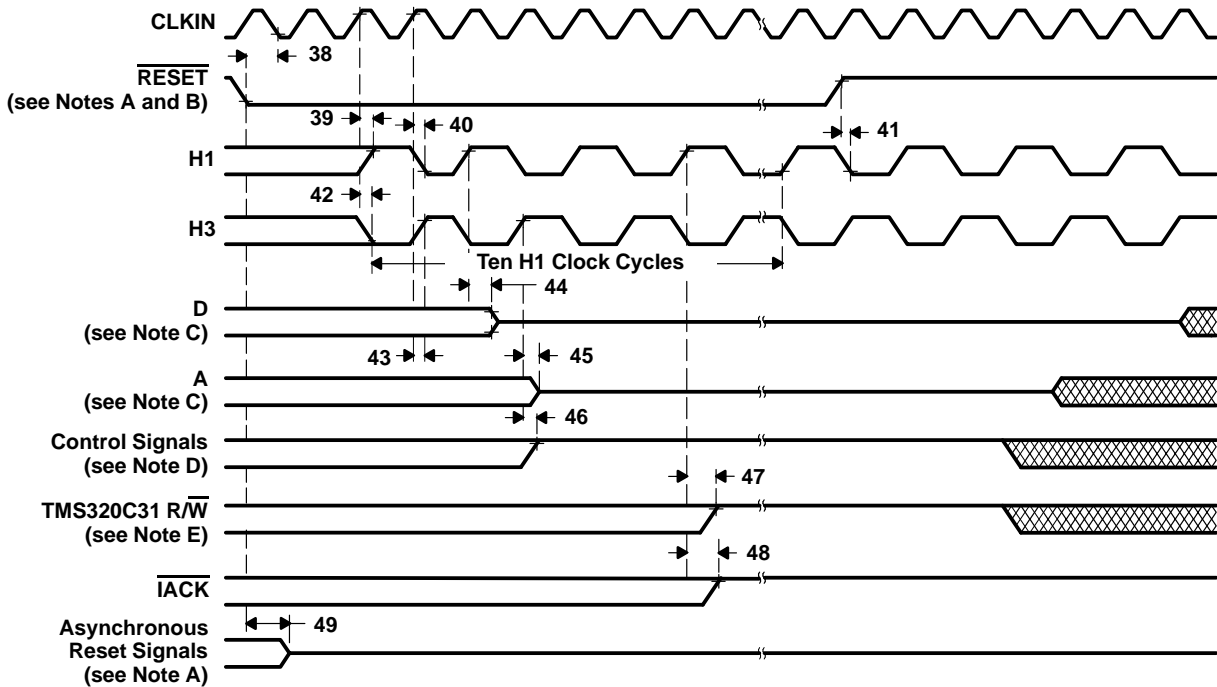 CLKIN
38
RESET
(see Notes A and B)
39
40
41
H1
42
H3
Ten H1 Clock Cycles
44
D
(see Note C)
43
45
A
(see Note C)
46
Control Signals
(see Note D)
47
TMS320C31 R/W
(see Note E)
48
IACK
49
Asynchronous
Reset Signals
(see Note A)